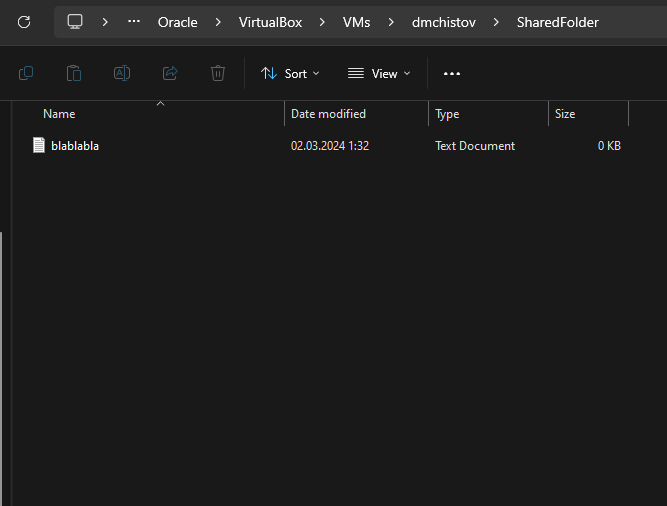 Oracle > VirtualBox > VMs > dmchistov > SharedFolder
Sort View
Name Date modified Type Size
blablabla 02.03.2024 1:32 Text Document 0 KB